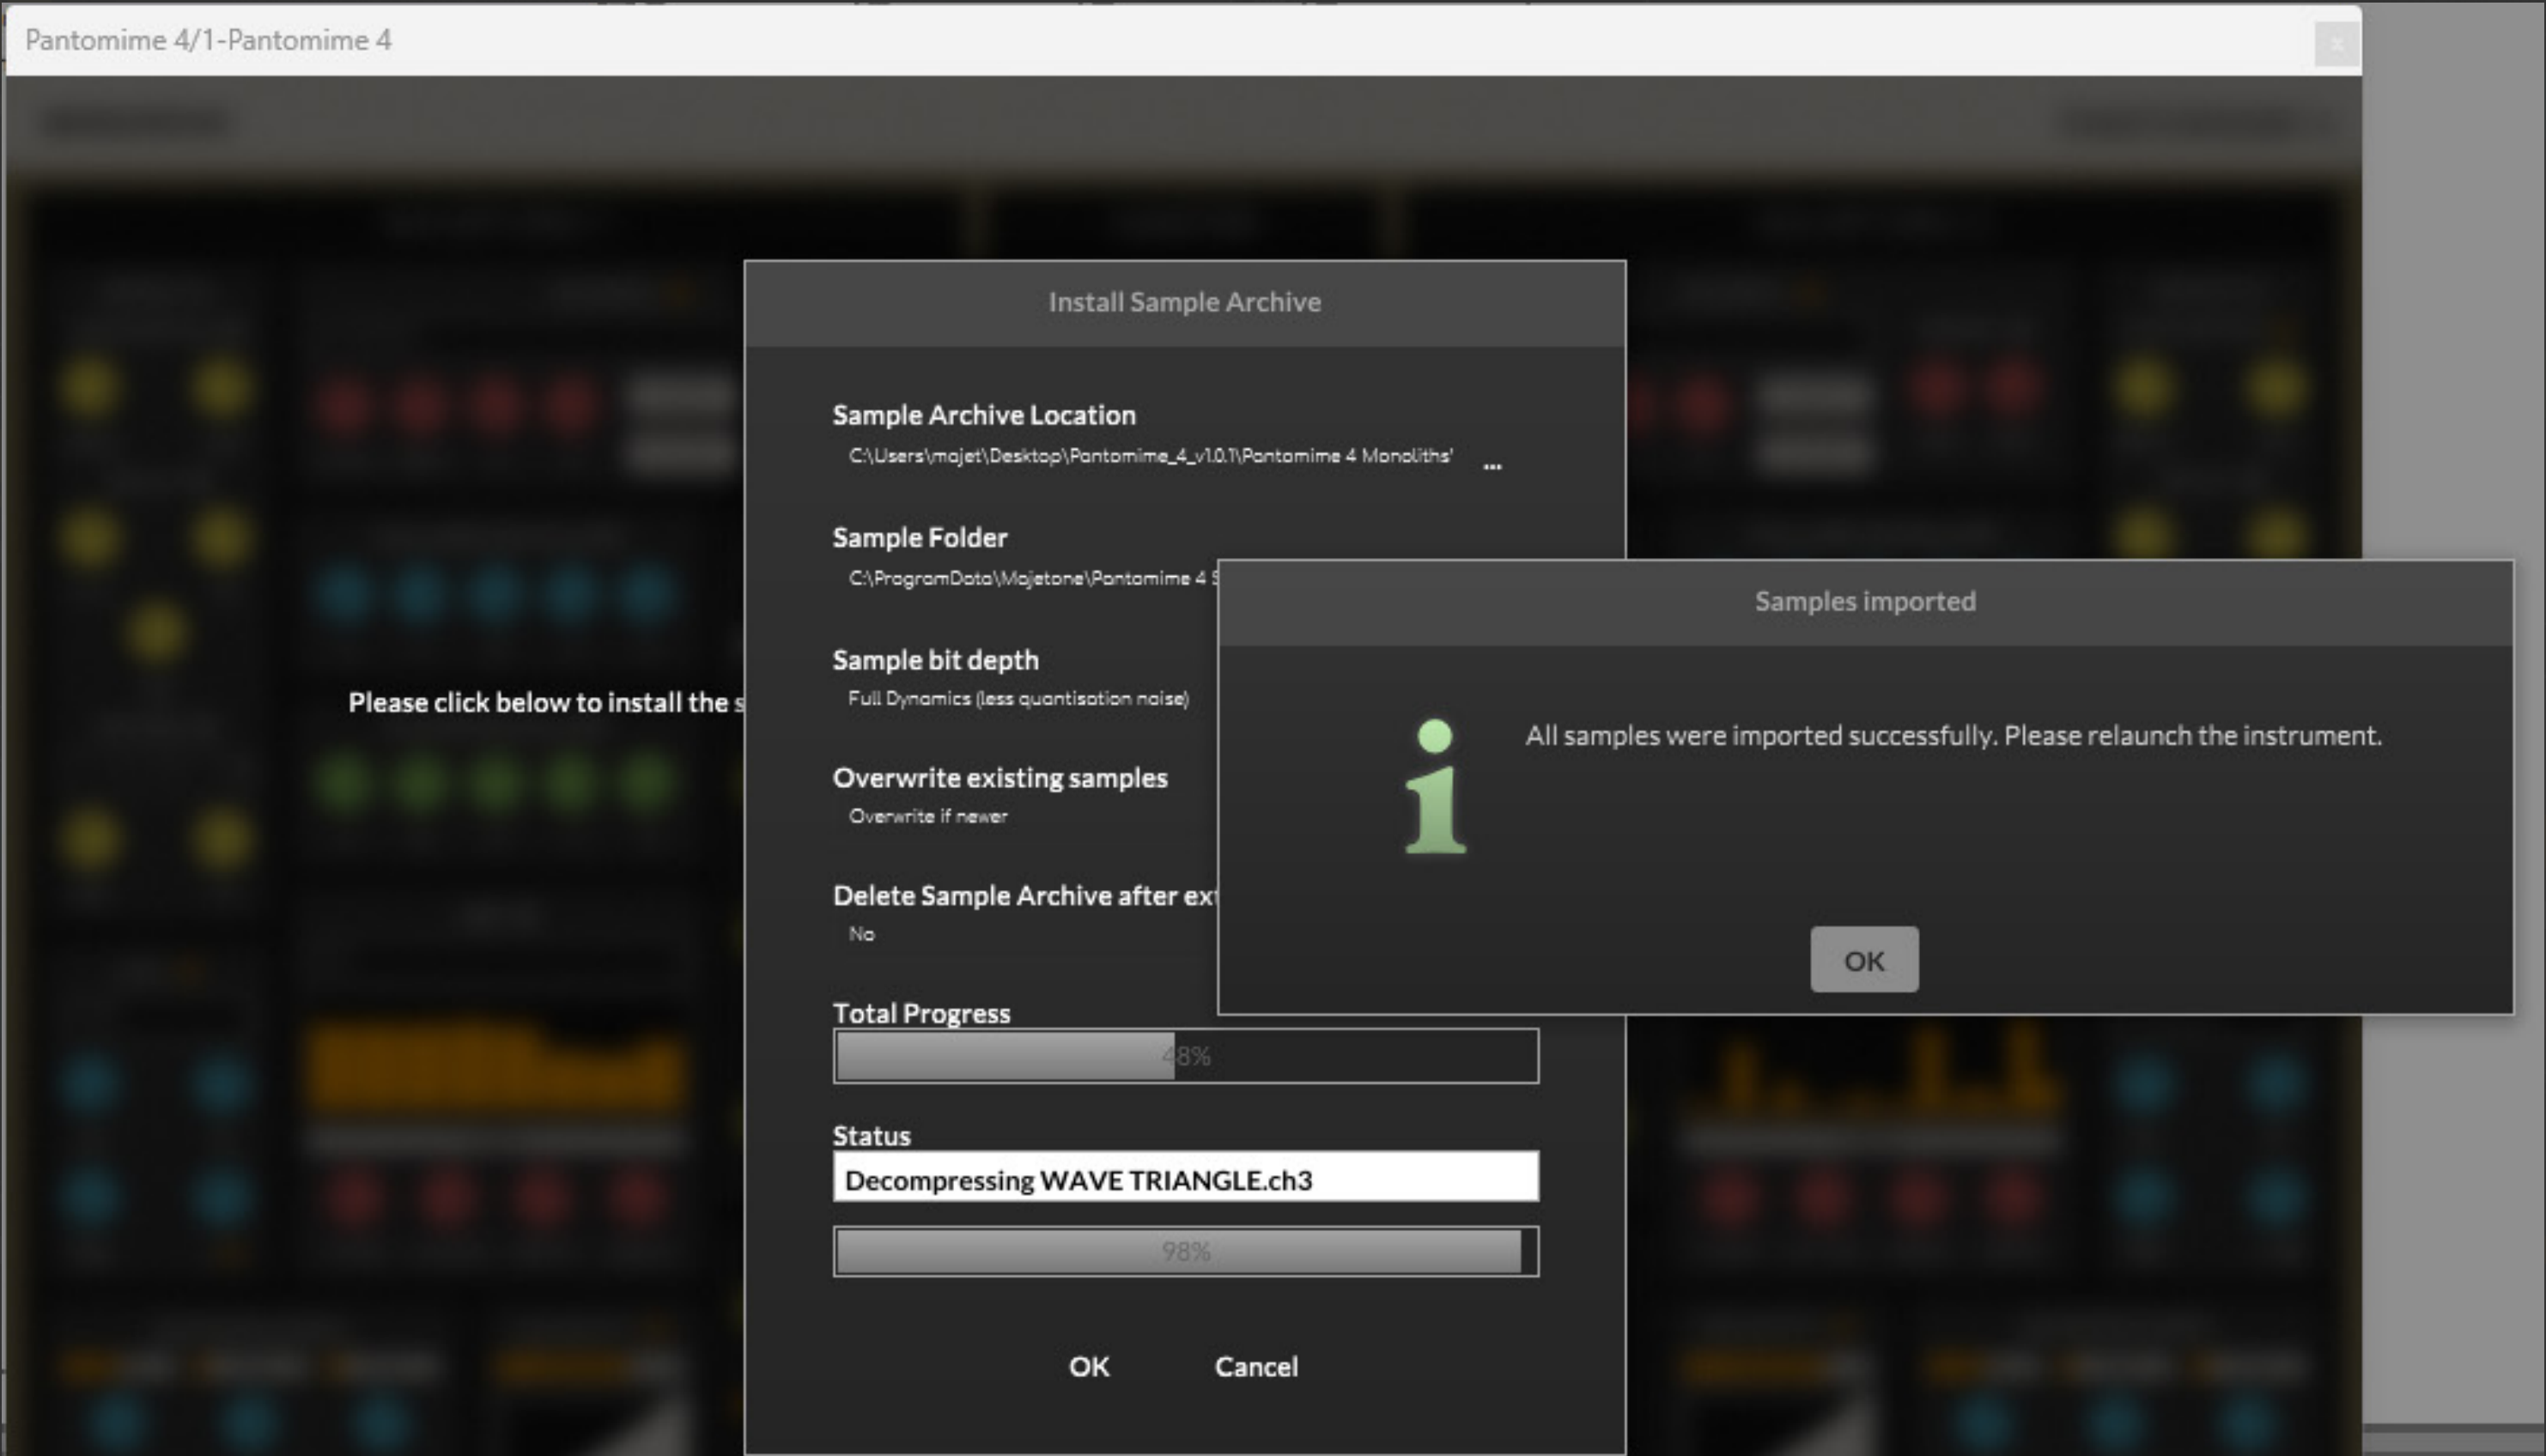 Pantomime 4/1-Pantomime 4
x
Install Sample Archive
Sample Archive Location
C:\Users\majet\Desktop\Pantomime_4_v1.0.1\Pantomime 4 Monoliths'
...
Sample Folder
C:\ProgramData\Majetone\Pantomime 4 S
Sample bit depth
Full Dynamics (less quantisation noise)
Please click below to install the s
Overwrite existing samples
Overwrite if newer
Delete Sample Archive after ext
No
Samples imported
All samples were imported successfully. Please relaunch the instrument.
OK
Total Progress
48%
Status
Decompressing WAVE TRIANGLE.ch3
98%
OK Cancel